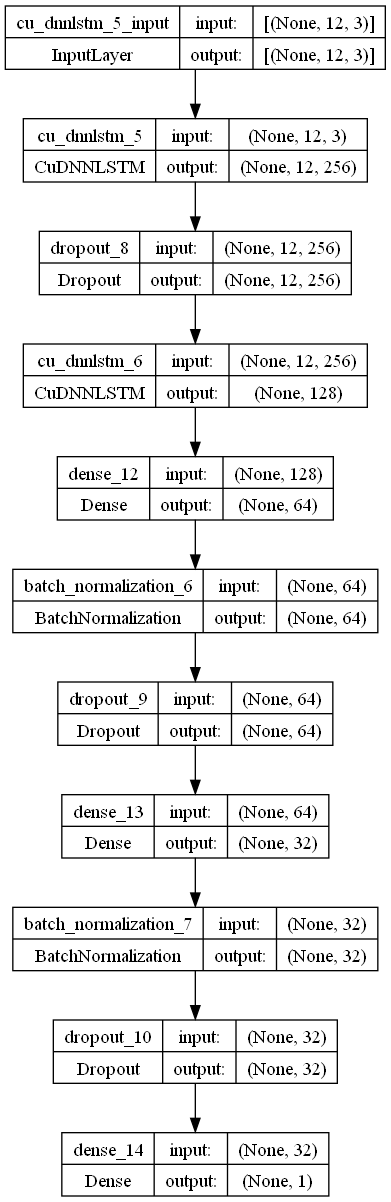 cu_dnnlstm_5_input input: [(None, 12, 3)]
InputLayer output: [(None, 12, 3)]
cu_dnnlstm_5 input: (None, 12, 3)
CuDNNLSTM output: (None, 12, 256)
dropout_8 input: (None, 12, 256)
Dropout output: (None, 12, 256)
cu_dnnlstm_6 input: (None, 12, 256)
CuDNNLSTM output: (None, 128)
dense_12 input: (None, 128)
Dense output: (None, 64)
batch_normalization_6 input: (None, 64)
BatchNormalization output: (None, 64)
dropout_9 input: (None, 64)
Dropout output: (None, 64)
dense_13 input: (None, 64)
Dense output: (None, 32)
batch_normalization_7 input: (None, 32)
BatchNormalization output: (None, 32)
dropout_10 input: (None, 32)
Dropout output: (None, 32)
dense_14 input: (None, 32)
Dense output: (None, 1)